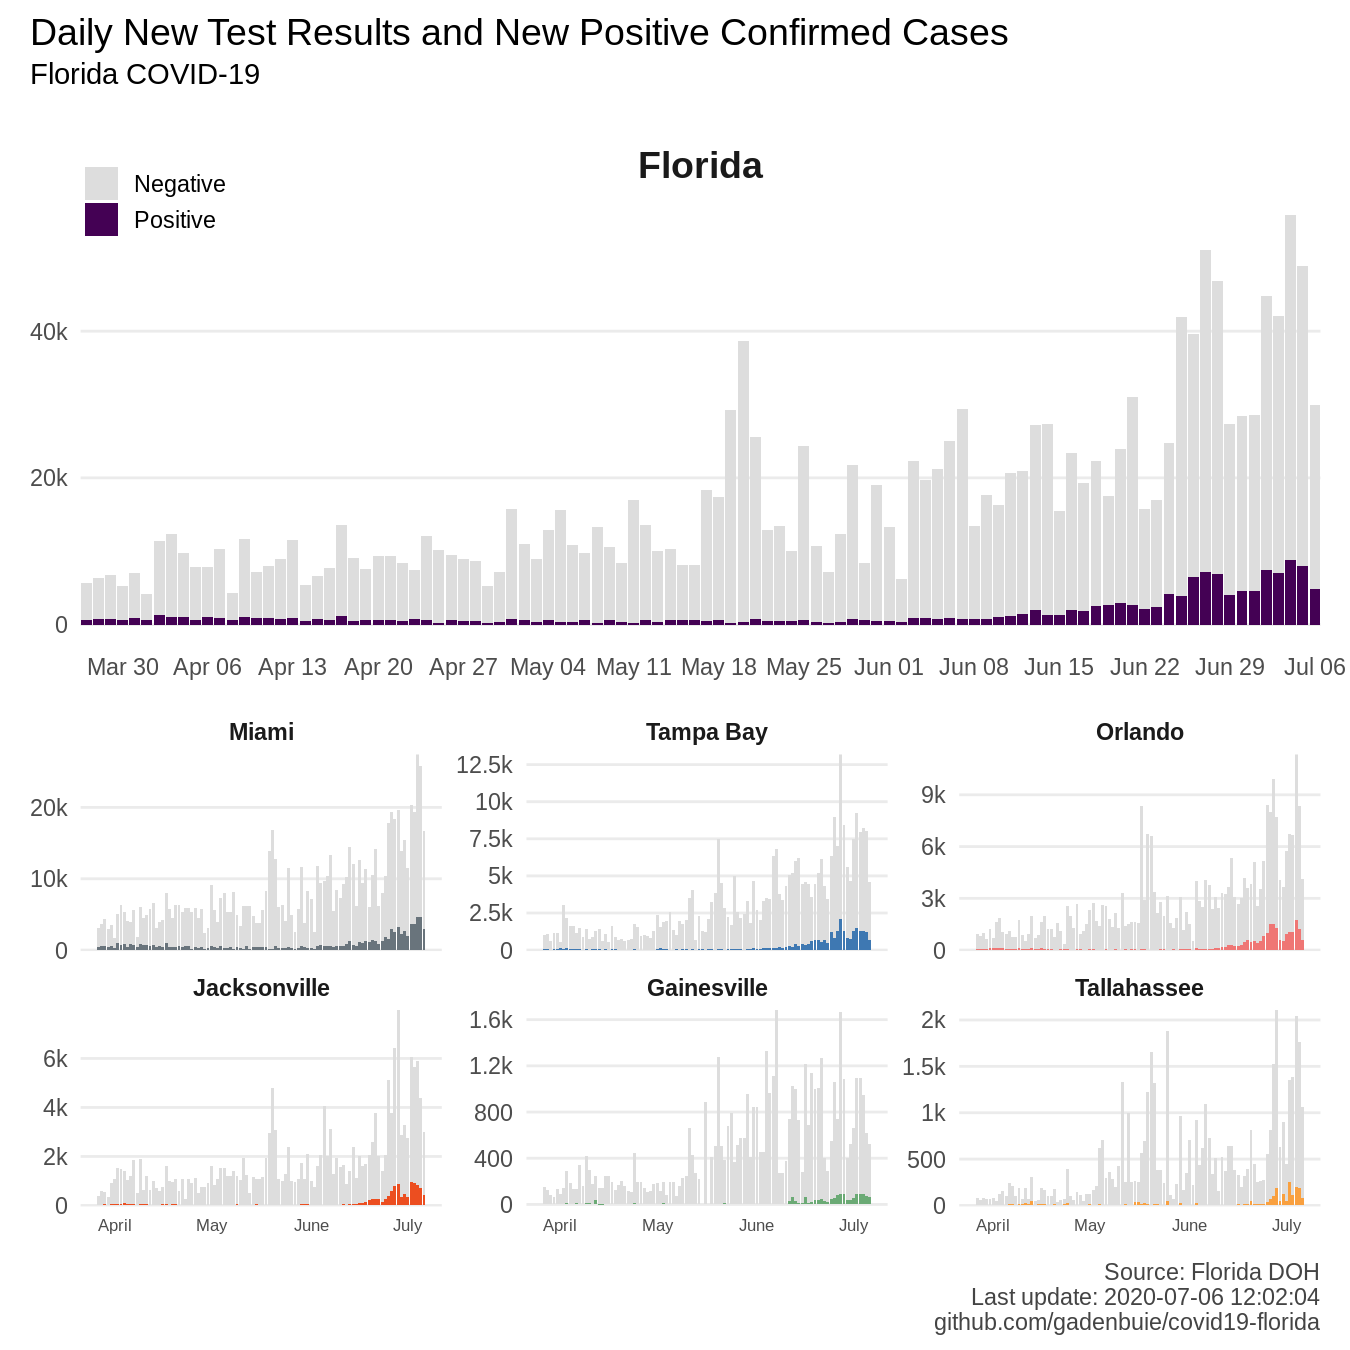 Daily New Test Results and New Positive Confirmed Cases
Florida COVID-19
Florida
Negative
Positive
40k
20k
0
Mar 30 Apr 06 Apr 13 Apr 20 Apr 27 May 04 May 11 May 18 May 25 Jun 01 Jun 08 Jun 15 Jun 22 Jun 29 Jul 06
Miami
20k
10k
0
Tampa Bay
12.5k
10k
7.5k
5k
2.5k
0
Orlando
9k
6k
3k
0
Jacksonville
6k
4k
2k
0
April May June July
Gainesville
1.6k
1.2k
800
400
0
April May June July
Tallahassee
2k
1.5k
1k
500
0
April May June July
Source: Florida DOH
Last update: 2020-07-06 12:02:04
github.com/gadenbuie/covid19-florida